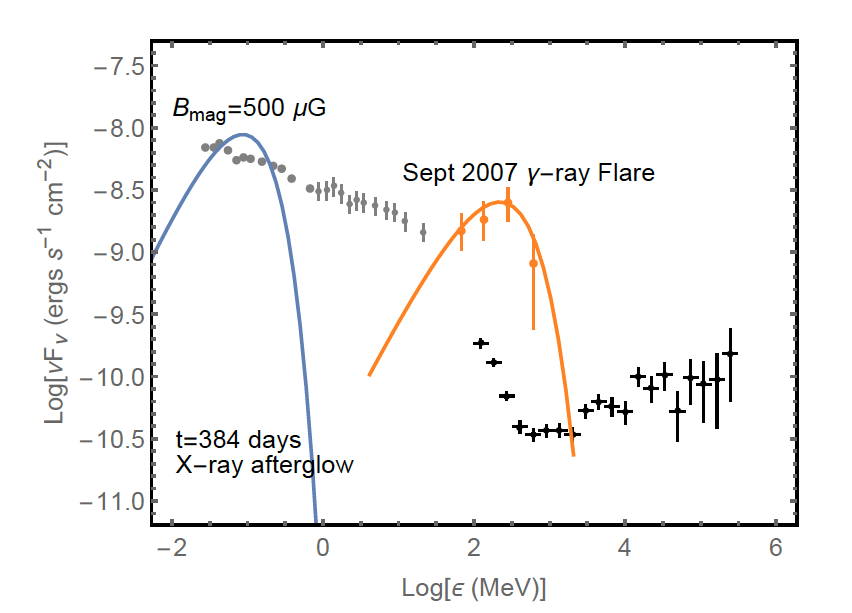 −7.5
−8.0
−8.5
−9.0
−9.5
−10.0
−10.5
−11.0
Log[νFν (ergs s⁻¹ cm⁻²)]
Bmag=500 μG
Sept 2007 γ−ray Flare
t=384 days
X−ray afterglow
−2 0 2 4 6
Log[ϵ (MeV)]